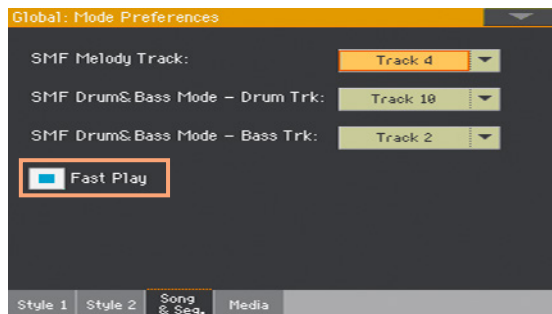 Global: Mode Preferences
SMF Melody Track: Track 4
SMF Drum& Bass Mode - Drum Trk: Track 10
SMF Drum& Bass Mode - Bass Trk: Track 2
Fast Play
Style 1 Style 2 Song & Seq. Media